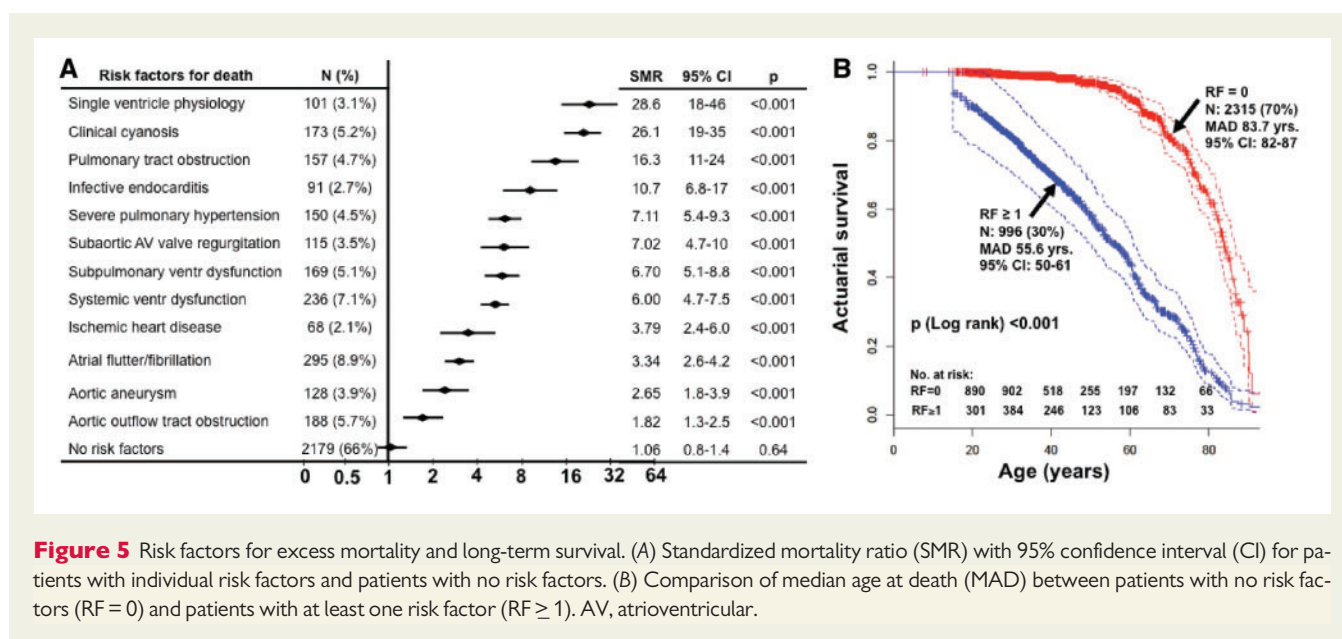 A Risk factors for death N (%) SMR 95% CI p
Single ventricle physiology 101 (3.1%) 28.6 18-46 <0.001
Clinical cyanosis 173 (5.2%) 26.1 19-35 <0.001
Pulmonary tract obstruction 157 (4.7%) 16.3 11-24 <0.001
Infective endocarditis 91 (2.7%) 10.7 6.8-17 <0.001
Severe pulmonary hypertension 150 (4.5%) 7.11 5.4-9.3 <0.001
Subaortic AV valve regurgitation 115 (3.5%) 7.02 4.7-10 <0.001
Subpulmonary ventr dysfunction 169 (5.1%) 6.70 5.1-8.8 <0.001
Systemic ventr dysfunction 236 (7.1%) 6.00 4.7-7.5 <0.001
Ischemic heart disease 68 (2.1%) 3.79 2.4-6.0 <0.001
Atrial flutter/fibrillation 295 (8.9%) 3.34 2.6-4.2 <0.001
Aortic aneurysm 128 (3.9%) 2.65 1.8-3.9 <0.001
Aortic outflow tract obstruction 188 (5.7%) 1.82 1.3-2.5 <0.001
No risk factors 2179 (66%) 1.06 0.8-1.4 0.64
0 0.5 1 2 4 8 16 32 64
B
Actuarial survival
1.0
0.8
0.6
0.4
0.2
0.0
RF = 0
N: 2315 (70%)
MAD 83.7 yrs.
95% CI: 82-87
RF ≥ 1
N: 996 (30%)
MAD 55.6 yrs.
95% CI: 50-61
p (Log rank) <0.001
No. at risk:
RF=0 890 902 518 255 197 132 66
RF≥1 301 384 246 123 106 83 33
0 20 40 60 80
Age (years)
Figure 5 Risk factors for excess mortality and long-term survival. (A) Standardized mortality ratio (SMR) with 95% confidence interval (CI) for pa-
tients with individual risk factors and patients with no risk factors. (B) Comparison of median age at death (MAD) between patients with no risk fac-
tors (RF = 0) and patients with at least one risk factor (RF ≥ 1). AV, atrioventricular.